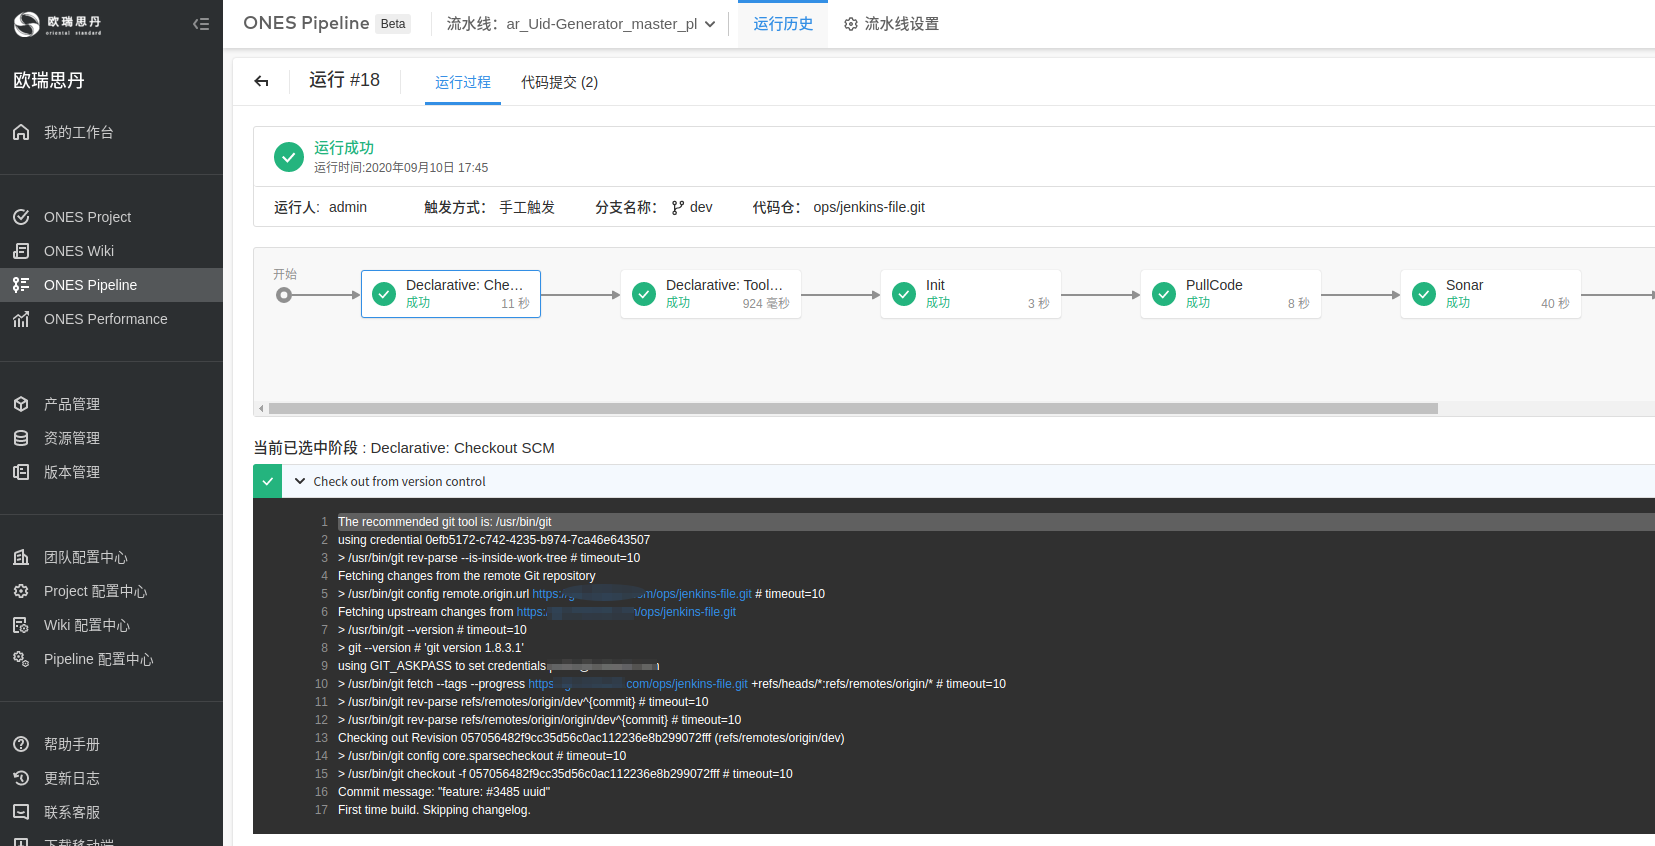 欧瑞思丹
oriental standard
ONES Pipeline Beta
流水线：ar_Uid-Generator_master_pl
运行历史
流水线设置
欧瑞思丹
我的工作台
ONES Project
ONES Wiki
ONES Pipeline
ONES Performance
产品管理
资源管理
版本管理
团队配置中心
Project 配置中心
Wiki 配置中心
Pipeline 配置中心
帮助手册
更新日志
联系客服
下载移动端
运行 #18
运行过程
代码提交 (2)
运行成功
运行时间:2020年09月10日 17:45
运行人: admin
触发方式： 手工触发
分支名称： dev
代码仓： ops/jenkins-file.git
开始
Declarative: Che...
成功 11 秒
Declarative: Tool...
成功 924 毫秒
Init
成功 3 秒
PullCode
成功 8 秒
Sonar
成功 40 秒
当前已选中阶段 : Declarative: Checkout SCM
Check out from version control
1 The recommended git tool is: /usr/bin/git
2 using credential 0efb5172-c742-4235-b974-7ca46e643507
3 > /usr/bin/git rev-parse --is-inside-work-tree # timeout=10
4 Fetching changes from the remote Git repository
5 > /usr/bin/git config remote.origin.url https:/ m/ops/jenkins-file.git # timeout=10
6 Fetching upstream changes from https:/ /ops/jenkins-file.git
7 > /usr/bin/git --version # timeout=10
8 > git --version # 'git version 1.8.3.1'
9 using GIT_ASKPASS to set credentials
10 > /usr/bin/git fetch --tags --progress https com/ops/jenkins-file.git +refs/heads/*:refs/remotes/origin/* # timeout=10
11 > /usr/bin/git rev-parse refs/remotes/origin/dev^{commit} # timeout=10
12 > /usr/bin/git rev-parse refs/remotes/origin/origin/dev^{commit} # timeout=10
13 Checking out Revision 057056482f9cc35d56c0ac112236e8b299072fff (refs/remotes/origin/dev)
14 > /usr/bin/git config core.sparsecheckout # timeout=10
15 > /usr/bin/git checkout -f 057056482f9cc35d56c0ac112236e8b299072fff # timeout=10
16 Commit message: "feature: #3485 uuid"
17 First time build. Skipping changelog.